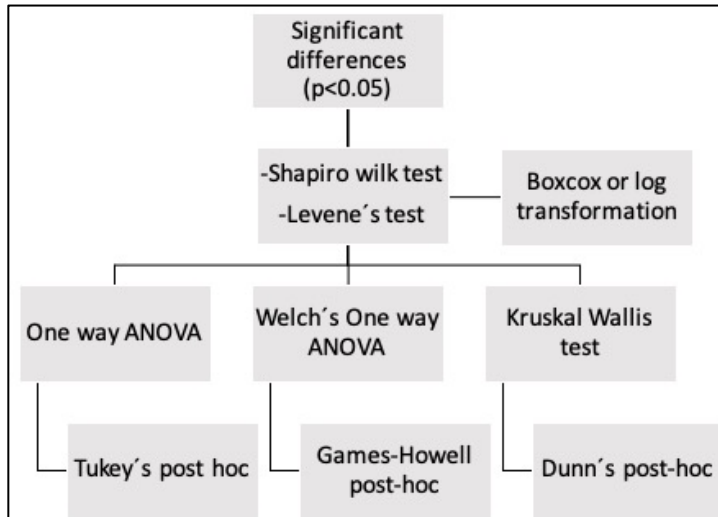 Significant
differences
(p<0.05)
-Shapiro wilk test
-Levene´s test
Boxcox or log
transformation
One way ANOVA
Welch´s One way
ANOVA
Kruskal Wallis
test
Tukey´s post hoc
Games-Howell
post-hoc
Dunn´s post-hoc